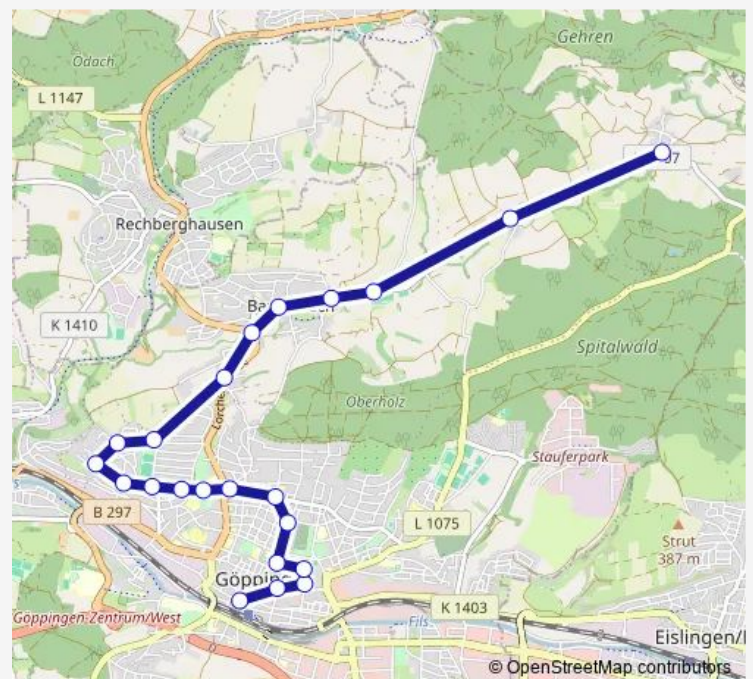 Gehren
Odach
L 1147
Rechberghausen
K 1410
Spitalwald
Oberholz
Stauferpark
B 297
L 1075
Strut
387 m
Göppingen-Zentrum/West
K 1403
Fils
Eislingen/
© OpenStreetMap contributors